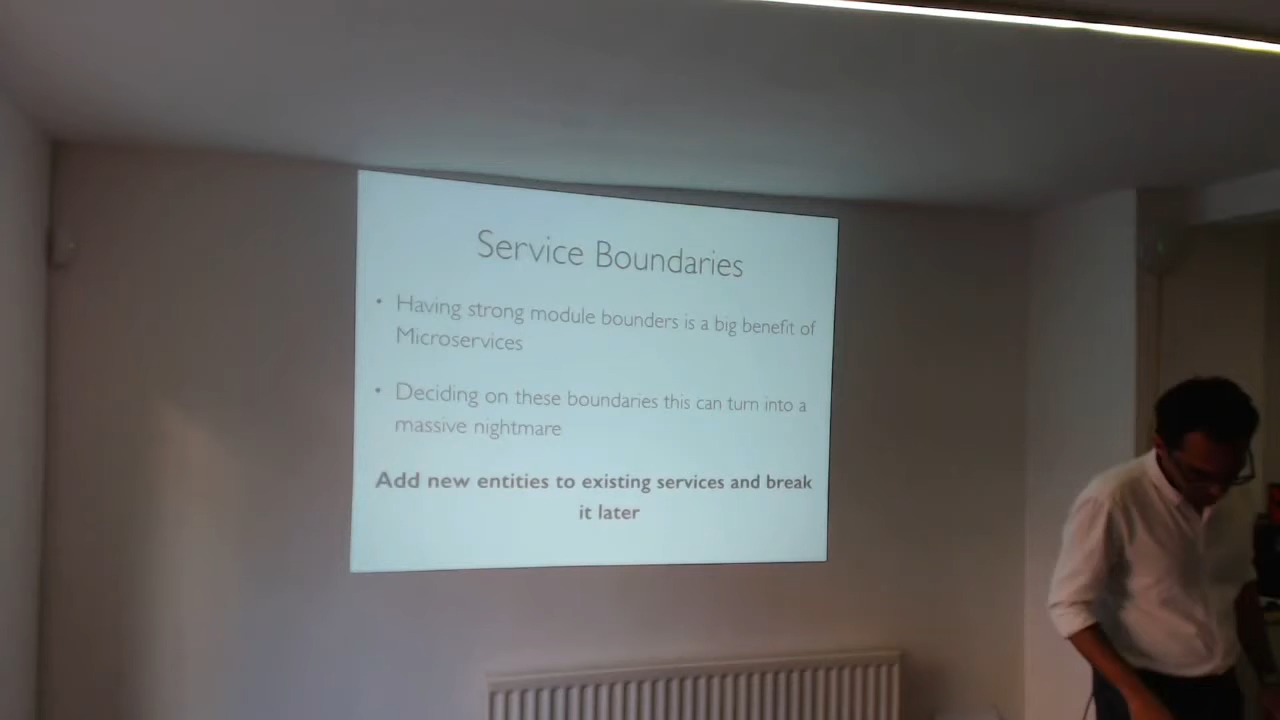 Service Boundaries
• Having strong module bounders is a big benefit of
Microservices
• Deciding on these boundaries this can turn into a
massive nightmare
Add new entities to existing services and break
it later